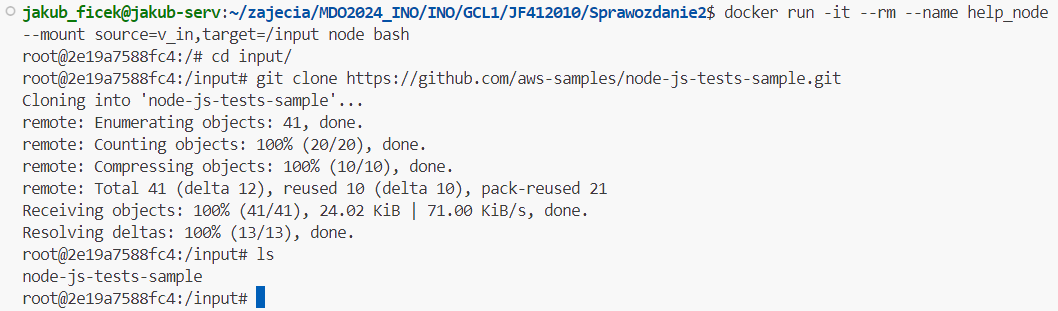 jakub_ficek@jakub-serv:~/zajecia/MDO2024_INO/INO/GCL1/JF412010/Sprawozdanie2$ docker run -it --rm --name help_node
--mount source=v_in,target=/input node bash
root@2e19a7588fc4:/# cd input/
root@2e19a7588fc4:/input# git clone https://github.com/aws-samples/node-js-tests-sample.git
Cloning into 'node-js-tests-sample'...
remote: Enumerating objects: 41, done.
remote: Counting objects: 100% (20/20), done.
remote: Compressing objects: 100% (10/10), done.
remote: Total 41 (delta 12), reused 10 (delta 10), pack-reused 21
Receiving objects: 100% (41/41), 24.02 KiB | 71.00 KiB/s, done.
Resolving deltas: 100% (13/13), done.
root@2e19a7588fc4:/input# ls
node-js-tests-sample
root@2e19a7588fc4:/input#